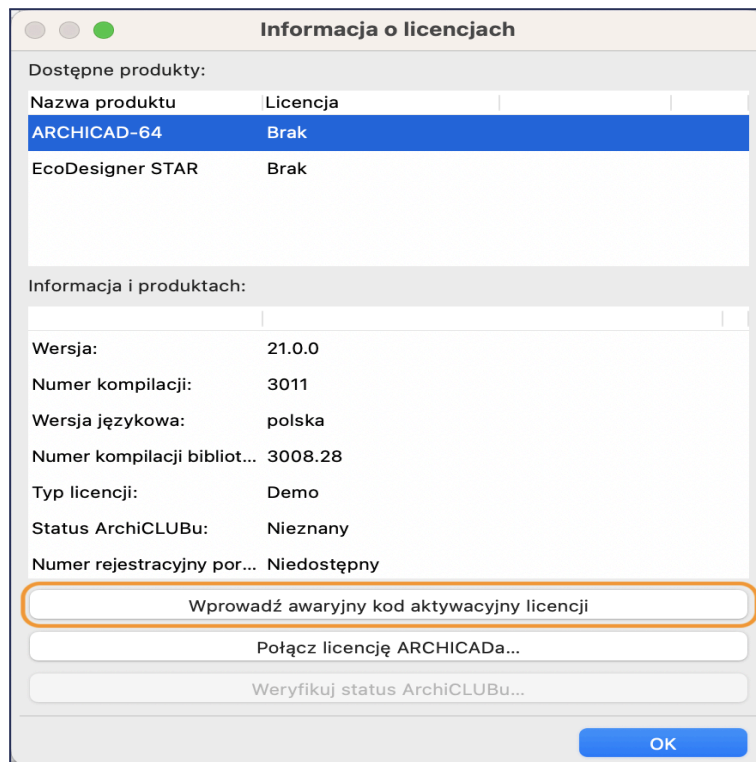 Informacja o licencjach
Dostępne produkty:
Nazwa produktu Licencja
ARCHICAD-64 Brak
EcoDesigner STAR Brak
Informacja i produktach:
Wersja: 21.0.0
Numer kompilacji: 3011
Wersja językowa: polska
Numer kompilacji bibliot... 3008.28
Typ licencji: Demo
Status ArchiCLUBu: Nieznany
Numer rejestracyjny por... Niedostępny
Wprowadź awaryjny kod aktywacyjny licencji
Połącz licencję ARCHICADa...
Weryfikuj status ArchiCLUBu...
OK